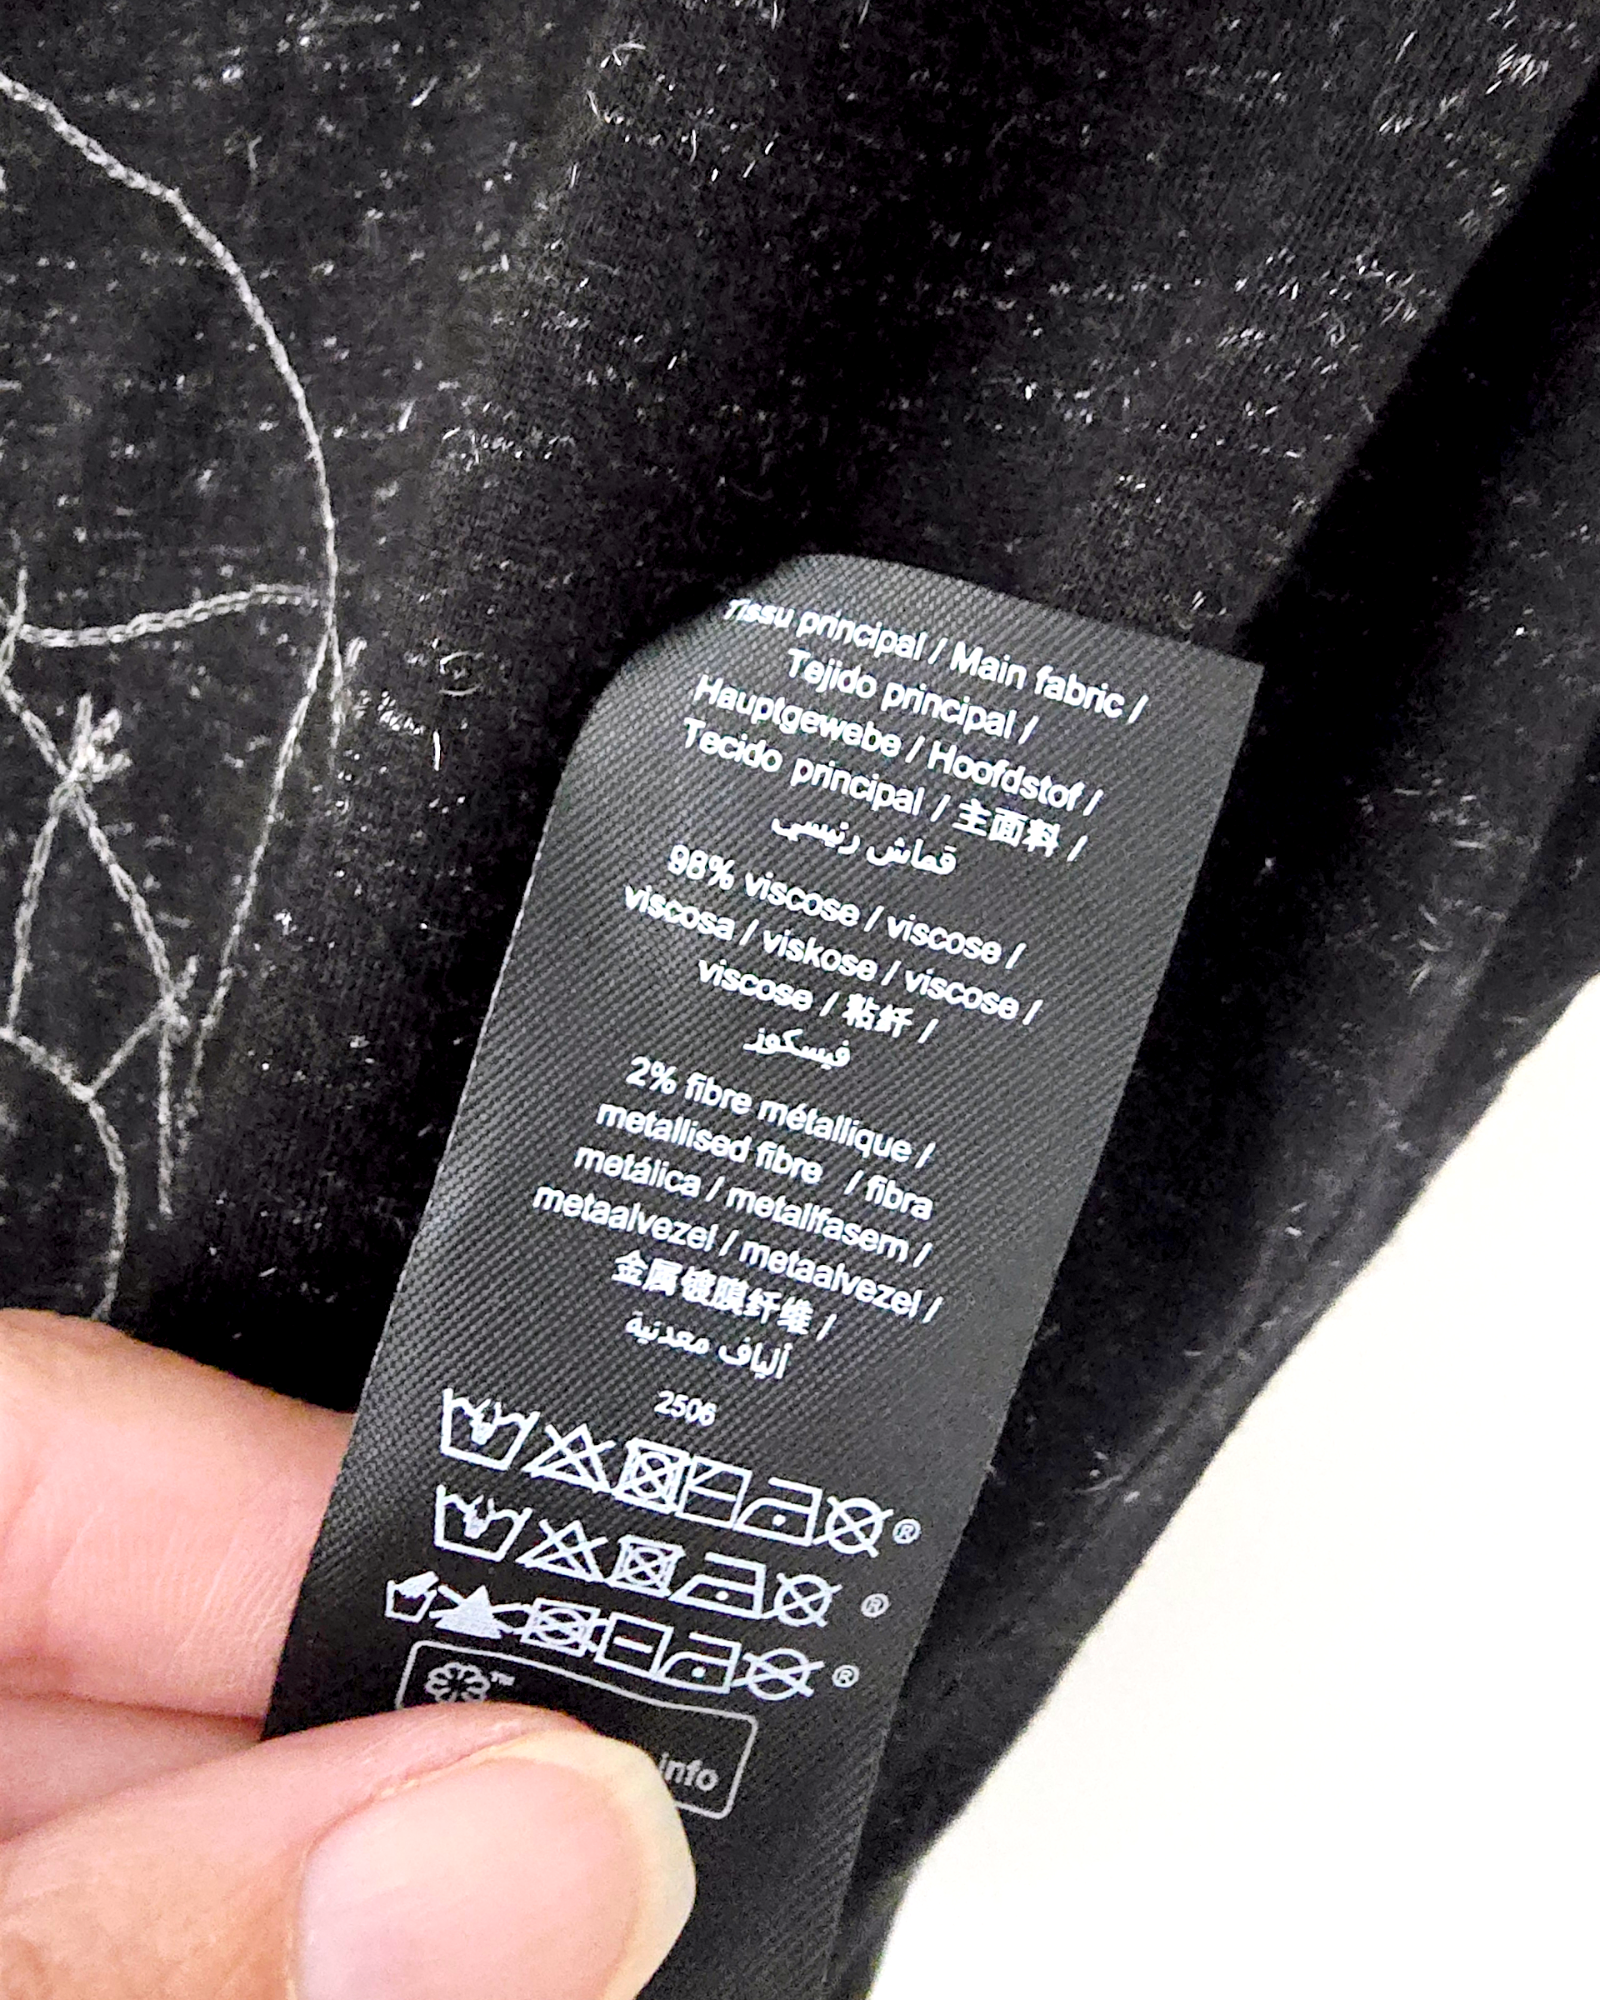 Tissu principal / Main fabric /
Tejido principal /
Hauptgewebe / Hoofdstof /
Tecido principal / 主面料 /
قماش رئيسي
98% viscose / viscose /
viscosa / viskose / viscose /
viscose / 粘纤 /
فيسكوز
2% fibre métallique /
metallised fibre / fibra
metálica / metallfasern /
metaalvezel / metaalvezel /
金属镀膜纤维 /
ألياف معدنية
2506
®
®
®
™
info